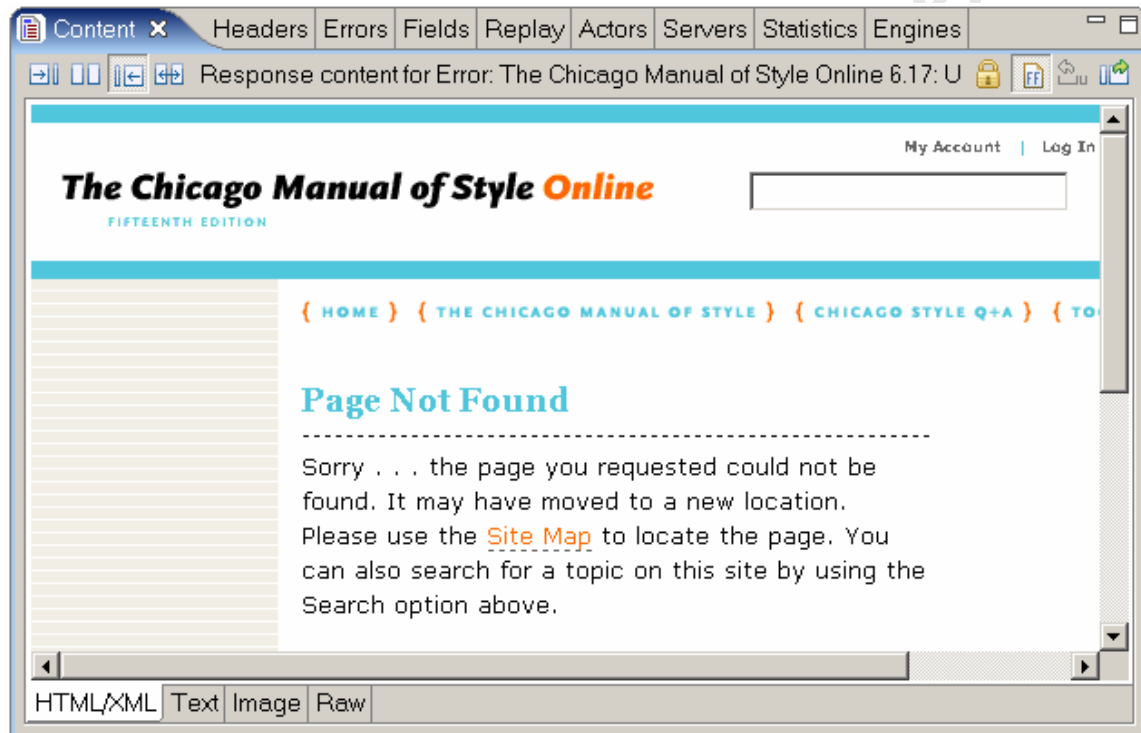 Content Headers Errors Fields Replay Actors Servers Statistics Engines
Response content for Error: The Chicago Manual of Style Online 6.17: U
FF
My Account | Log In
The Chicago Manual of Style Online
FIFTEENTH EDITION
{ HOME } { THE CHICAGO MANUAL OF STYLE } { CHICAGO STYLE Q+A } { TO
Page Not Found
Sorry . . . the page you requested could not be
found. It may have moved to a new location.
Please use the Site Map to locate the page. You
can also search for a topic on this site by using the
Search option above.
HTML/XML Text Image Raw